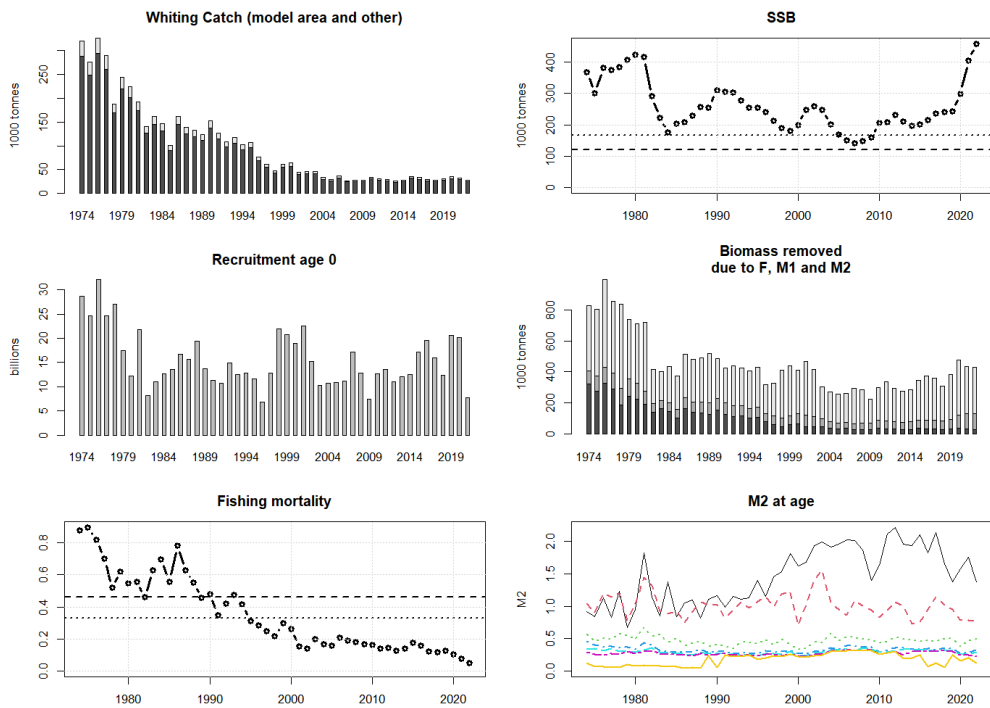 Whiting Catch (model area and other)
1000 tonnes
0 50 150 250
1974 1979 1984 1989 1994 1999 2004 2009 2014 2019
SSB
1000 tonnes
0 100 200 300 400
1980 1990 2000 2010 2020
Recruitment age 0
billions
0 5 10 15 20 25 30
1974 1979 1984 1989 1994 1999 2004 2009 2014 2019
Biomass removed
due to F, M1 and M2
1000 tonnes
0 200 400 600 800
1974 1979 1984 1989 1994 1999 2004 2009 2014 2019
Fishing mortality
0.0 0.2 0.4 0.6 0.8
1980 1990 2000 2010 2020
M2 at age
M2
0.0 0.5 1.0 1.5 2.0
1980 1990 2000 2010 2020